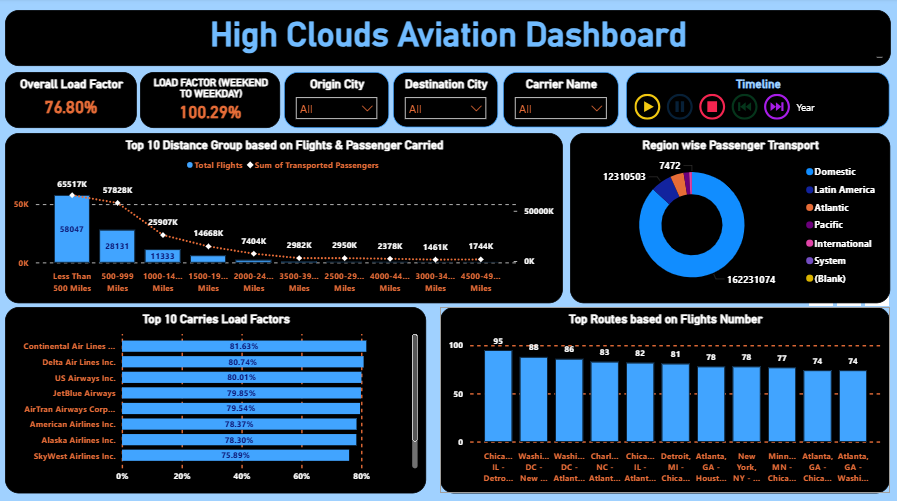 High Clouds Aviation Dashboard
Overall Load Factor
76.80%
LOAD FACTOR (WEEKEND
TO WEEKDAY)
100.29%
Origin City
All
Destination City
All
Carrier Name
All
Timeline
Year
Top 10 Distance Group based on Flights & Passenger Carried
Total Flights Sum of Transported Passengers
65517K
57828K
25907K
14668K
7404K
2982K
2950K
2378K
1461K
1744K
50K
0K
50000K
0K
58047
28131
11333
Less Than
500 Miles
500-999
Miles
1000-14...
Miles
1500-19...
Miles
2000-24...
Miles
3500-39...
Miles
2500-29...
Miles
4000-44...
Miles
3000-34...
Miles
4500-49...
Miles
Region wise Passenger Transport
7472
12310503
162231074
Domestic
Latin America
Atlantic
Pacific
International
System
(Blank)
Top 10 Carries Load Factors
Continental Air Lines ...
81.63%
Delta Air Lines Inc.
80.74%
US Airways Inc.
80.01%
JetBlue Airways
79.85%
AirTran Airways Corp...
79.54%
American Airlines Inc.
78.37%
Alaska Airlines Inc.
78.30%
SkyWest Airlines Inc.
75.89%
0% 20% 40% 60% 80%
Top Routes based on Flights Number
100
50
0
95
88
86
83
82
81
78
78
77
74
74
Chica...
IL -
Detro...
Washi...
DC -
New ...
Washi...
DC -
Atlant...
Charl...
NC -
Atlant...
Chica...
IL -
Atlant...
Detroit,
MI -
Chica...
Atlanta,
GA -
Houst...
New
York,
NY - ...
Minn...
MN -
Chica...
Atlanta,
GA -
Chica...
Atlanta,
GA -
Washi...